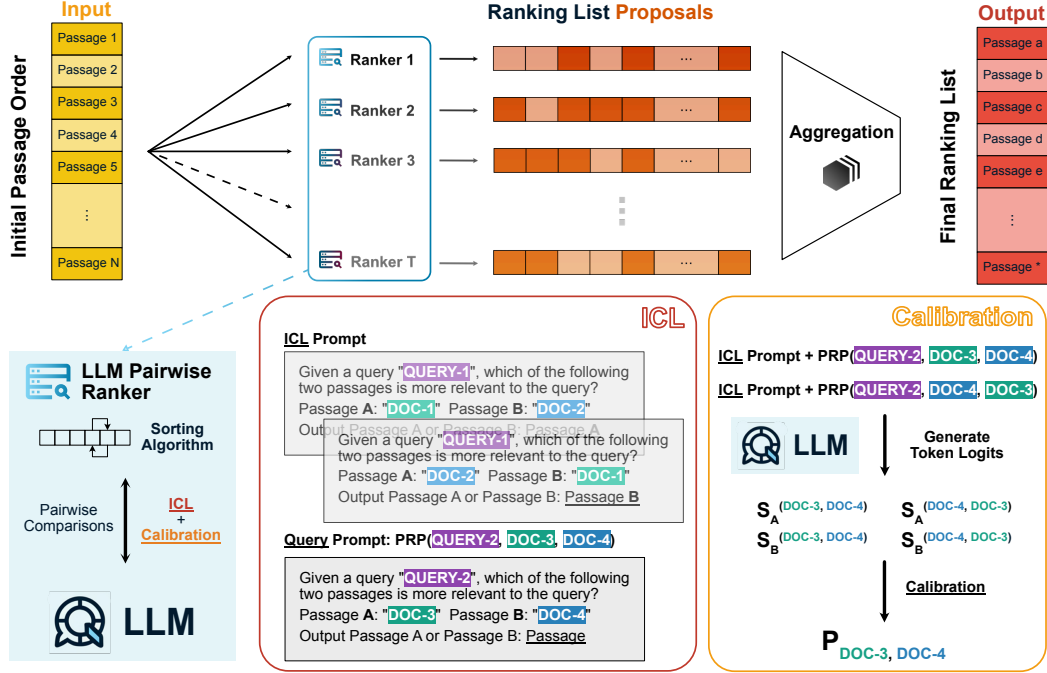 Input
Ranking List Proposals
Output
Initial Passage Order
Passage 1
Passage 2
Passage 3
Passage 4
Passage 5
⋮
Passage N
Ranker 1
Ranker 2
Ranker 3
Ranker T
...
...
...
⋮
...
Aggregation
Final Ranking List
Passage a
Passage b
Passage c
Passage d
Passage e
⋮
Passage *
LLM Pairwise
Ranker
Sorting
Algorithm
Pairwise
Comparisons
ICL
+
Calibration
LLM
ICL
ICL Prompt
Given a query "QUERY-1", which of the following
two passages is more relevant to the query?
Passage A: "DOC-1" Passage B: "DOC-2"
Output Passage A or Passage B: Passage A
Given a query "QUERY-1", which of the following
two passages is more relevant to the query?
Passage A: "DOC-2" Passage B: "DOC-1"
Output Passage A or Passage B: Passage B
Query Prompt: PRP(QUERY-2, DOC-3, DOC-4)
Given a query "QUERY-2", which of the following
two passages is more relevant to the query?
Passage A: "DOC-3" Passage B: "DOC-4"
Output Passage A or Passage B: Passage
Calibration
ICL Prompt + PRP(QUERY-2, DOC-3, DOC-4)
ICL Prompt + PRP(QUERY-2, DOC-4, DOC-3)
LLM
Generate
Token Logits
S_A^(DOC-3, DOC-4) S_A^(DOC-4, DOC-3)
S_B^(DOC-3, DOC-4) S_B^(DOC-4, DOC-3)
Calibration
P_DOC-3, DOC-4